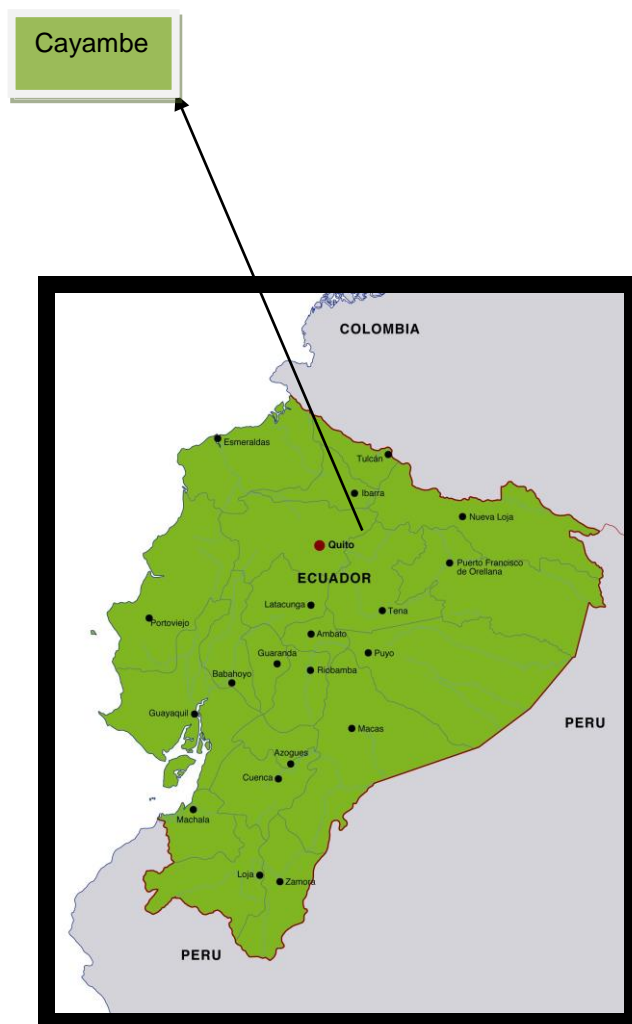 Cayambe
COLOMBIA
Esmeraldas
Tulcán
Ibarra
Nueva Loja
Quito
Puerto Francisco
de Orellana
ECUADOR
Latacunga
Tena
Portoviejo
Ambato
Guaranda
Puyo
Riobamba
Babahoyo
Guayaquil
PERU
Macas
Azogues
Cuenca
Machala
Loja
Zamora
PERU